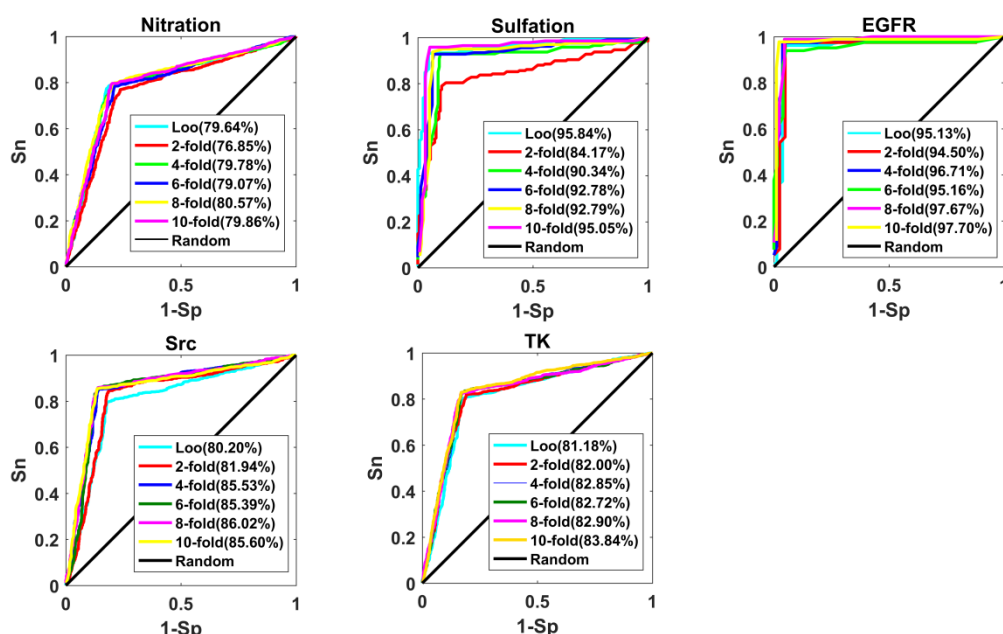 Nitration
1
0.8
0.6
0.4
0.2
0
Sn
Loo(79.64%)
2-fold(76.85%)
4-fold(79.78%)
6-fold(79.07%)
8-fold(80.57%)
10-fold(79.86%)
Random
0 0.5 1
1-Sp
Sulfation
1
0.8
0.6
0.4
0.2
0
Sn
Loo(95.84%)
2-fold(84.17%)
4-fold(90.34%)
6-fold(92.78%)
8-fold(92.79%)
10-fold(95.05%)
Random
0 0.5 1
1-Sp
EGFR
1
0.8
0.6
0.4
0.2
0
Sn
Loo(95.13%)
2-fold(94.50%)
4-fold(96.71%)
6-fold(95.16%)
8-fold(97.67%)
10-fold(97.70%)
Random
0 0.5 1
1-Sp
Src
1
0.8
0.6
0.4
0.2
0
Sn
Loo(80.20%)
2-fold(81.94%)
4-fold(85.53%)
6-fold(85.39%)
8-fold(86.02%)
10-fold(85.60%)
Random
0 0.5 1
1-Sp
TK
1
0.8
0.6
0.4
0.2
0
Sn
Loo(81.18%)
2-fold(82.00%)
4-fold(82.85%)
6-fold(82.72%)
8-fold(82.90%)
10-fold(83.84%)
Random
0 0.5 1
1-Sp